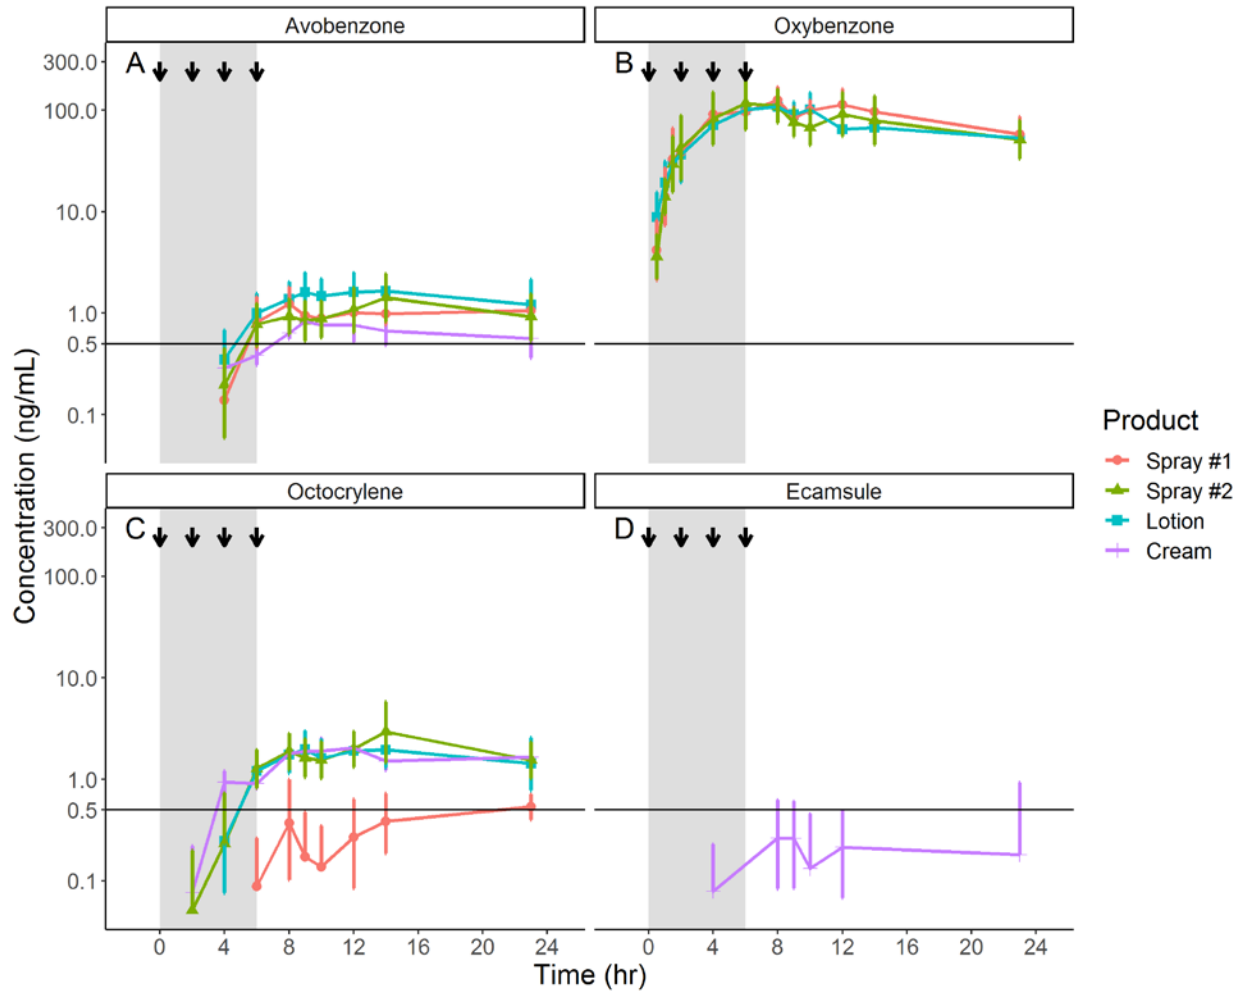 Avobenzone
Oxybenzone
A
B
300.0
100.0
10.0
1.0
0.5
0.1
Octocrylene
Ecamsule
C
D
300.0
100.0
10.0
1.0
0.5
0.1
0 4 8 12 16 20 24
0 4 8 12 16 20 24
Time (hr)
Concentration (ng/mL)
Product
Spray #1
Spray #2
Lotion
Cream